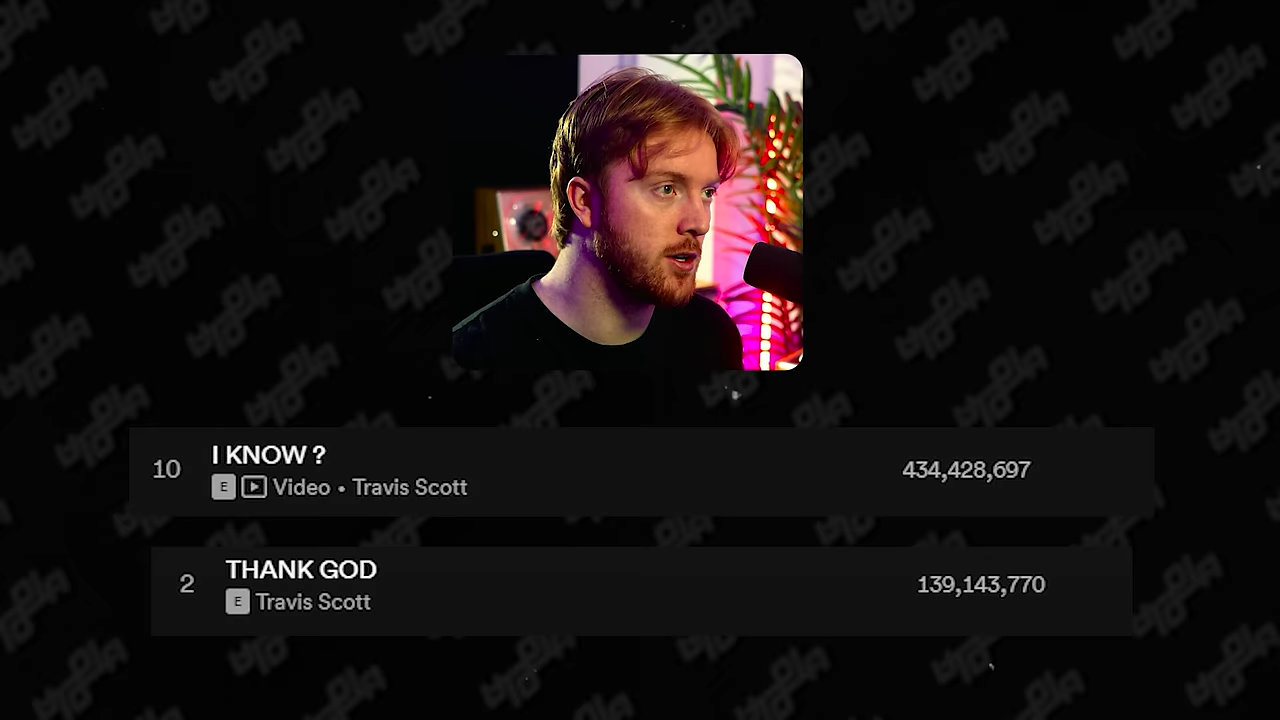 10
I KNOW ?
E Video • Travis Scott
434,428,697
2
THANK GOD
E Travis Scott
139,143,770